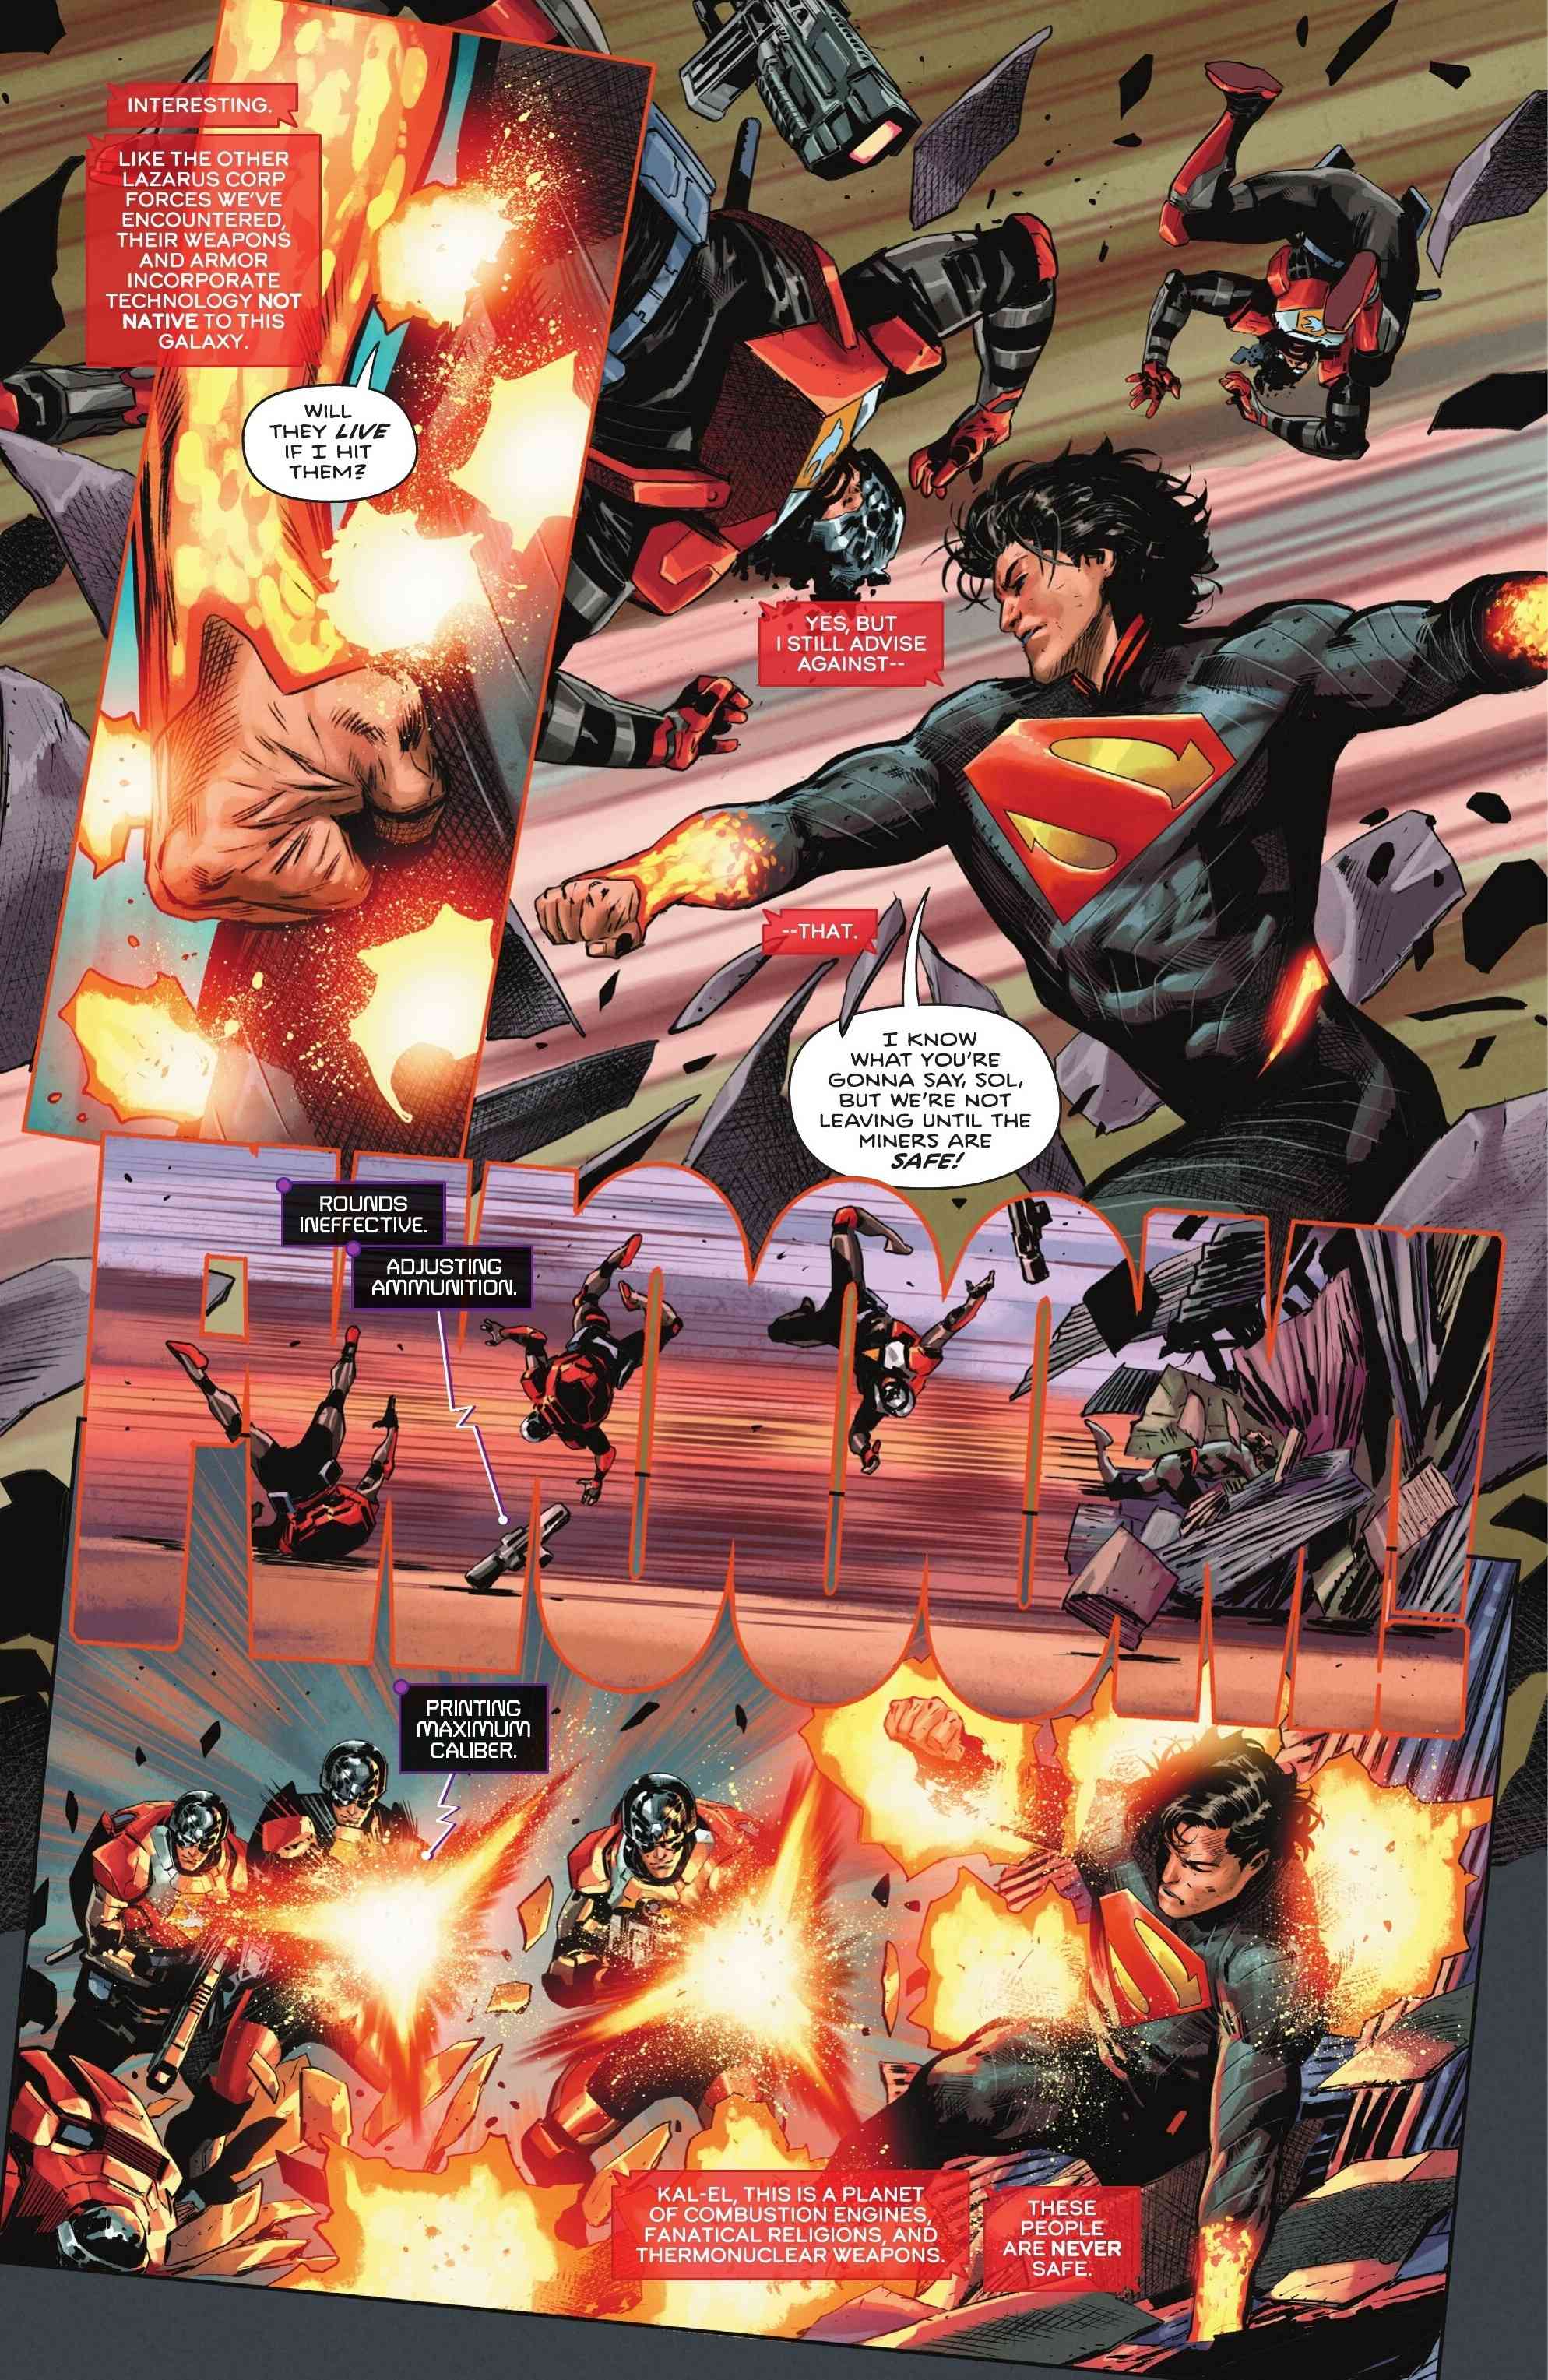 INTERESTING.
LIKE THE OTHER
LAZARUS CORP
FORCES WE'VE
ENCOUNTERED,
THEIR WEAPONS
AND ARMOR
INCORPORATE
TECHNOLOGY NOT
NATIVE TO THIS
GALAXY.
WILL
THEY LIVE
IF I HIT
THEM?
YES, BUT
I STILL ADVISE
AGAINST--
--THAT.
I KNOW
WHAT YOU'RE
GONNA SAY, SOL,
BUT WE'RE NOT
LEAVING UNTIL THE
MINERS ARE
SAFE!
ROUNDS
INEFFECTIVE.
ADJUSTING
AMMUNITION.
PRINTING
MAXIMUM
CALIBER.
KAL-EL, THIS IS A PLANET
OF COMBUSTION ENGINES,
FANATICAL RELIGIONS, AND
THERMONUCLEAR WEAPONS.
THESE
PEOPLE
ARE NEVER
SAFE.